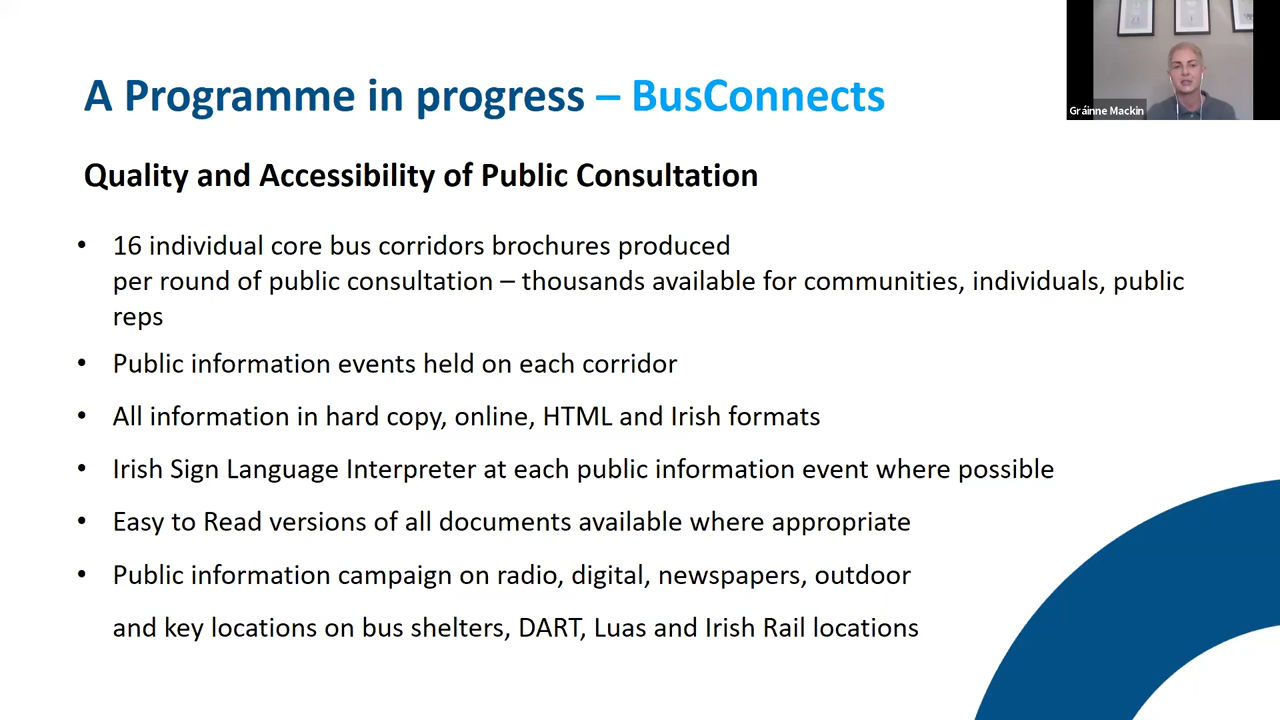 A Programme in progress – BusConnects
Gráinne Mackin
Quality and Accessibility of Public Consultation
• 16 individual core bus corridors brochures produced
per round of public consultation – thousands available for communities, individuals, public
reps
• Public information events held on each corridor
• All information in hard copy, online, HTML and Irish formats
• Irish Sign Language Interpreter at each public information event where possible
• Easy to Read versions of all documents available where appropriate
• Public information campaign on radio, digital, newspapers, outdoor
and key locations on bus shelters, DART, Luas and Irish Rail locations